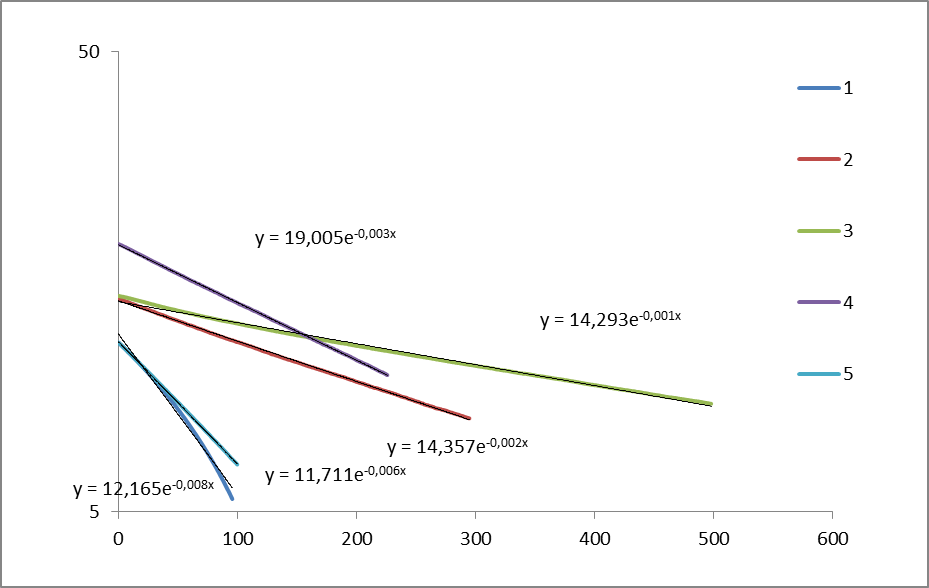 50
1
2
y = 19,005e^-0,003x
3
4
y = 14,293e^-0,001x
5
y = 14,357e^-0,002x
y = 11,711e^-0,006x
y = 12,165e^-0,008x
5
0 100 200 300 400 500 600